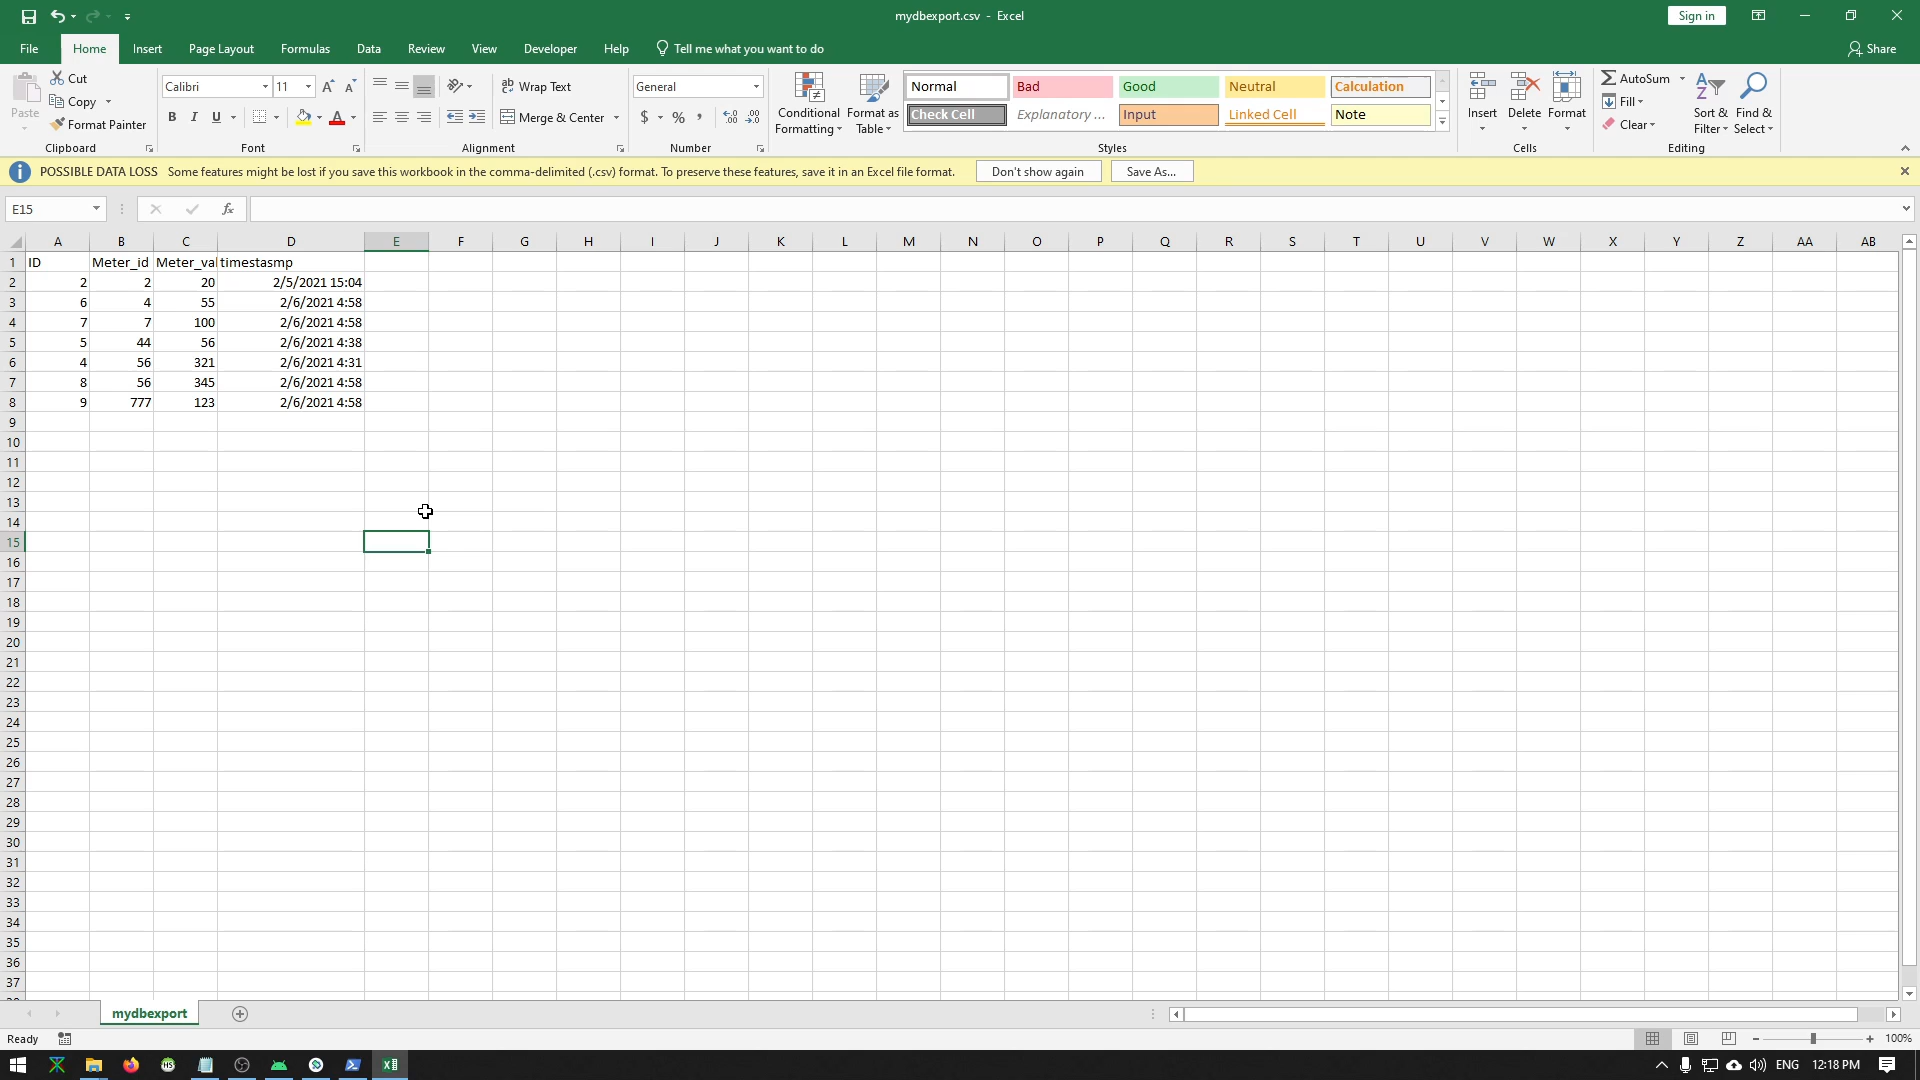 mydbexport.csv - Excel
Sign in
File Home Insert Page Layout Formulas Data Review View Developer Help Tell me what you want to do Share
Paste Cut Copy Format Painter Clipboard
Calibri 11 A A B I U A Font
Wrap Text Merge & Center Alignment
General $ % , Number
Conditional Formatting Format as Table
Normal Bad Good Neutral Calculation
Check Cell Explanatory ... Input Linked Cell Note
Styles
Insert Delete Format Cells
AutoSum Fill Clear Sort & Filter Find & Select Editing
POSSIBLE DATA LOSS Some features might be lost if you save this workbook in the comma-delimited (.csv) format. To preserve these features, save it in an Excel file format. Don't show again Save As...
E15 fx
A B C D E F G H I J K L M N O P Q R S T U V W X Y Z AA AB
1 ID Meter_id Meter_val timestasmp
2 2 2 20 2/5/2021 15:04
3 6 4 55 2/6/2021 4:58
4 7 7 100 2/6/2021 4:58
5 5 44 56 2/6/2021 4:38
6 4 56 321 2/6/2021 4:31
7 8 56 345 2/6/2021 4:58
8 9 777 123 2/6/2021 4:58
9
10
11
12
13
14
15
16
17
18
19
20
21
22
23
24
25
26
27
28
29
30
31
32
33
34
35
36
37
mydbexport
Ready 100%
ENG 12:18 PM